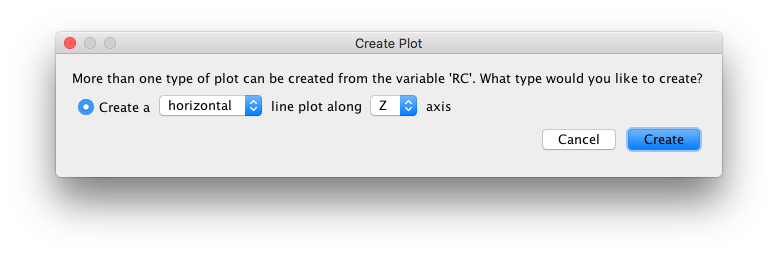 Create Plot
More than one type of plot can be created from the variable 'RC'. What type would you like to create?
Create a horizontal line plot along Z axis
Cancel Create